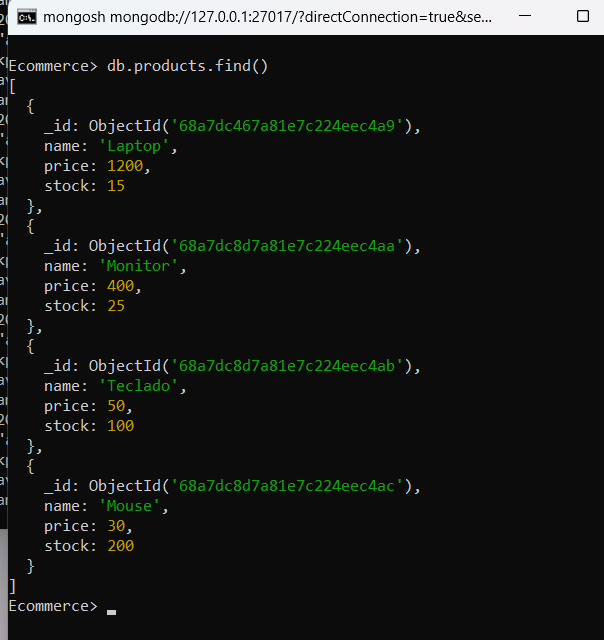 mongosh mongodb://127.0.0.1:27017/?directConnection=true&se...
Ecommerce> db.products.find()
[
  {
    _id: ObjectId('68a7dc467a81e7c224eec4a9'),
    name: 'Laptop',
    price: 1200,
    stock: 15
  },
  {
    _id: ObjectId('68a7dc8d7a81e7c224eec4aa'),
    name: 'Monitor',
    price: 400,
    stock: 25
  },
  {
    _id: ObjectId('68a7dc8d7a81e7c224eec4ab'),
    name: 'Teclado',
    price: 50,
    stock: 100
  },
  {
    _id: ObjectId('68a7dc8d7a81e7c224eec4ac'),
    name: 'Mouse',
    price: 30,
    stock: 200
  }
]
Ecommerce>